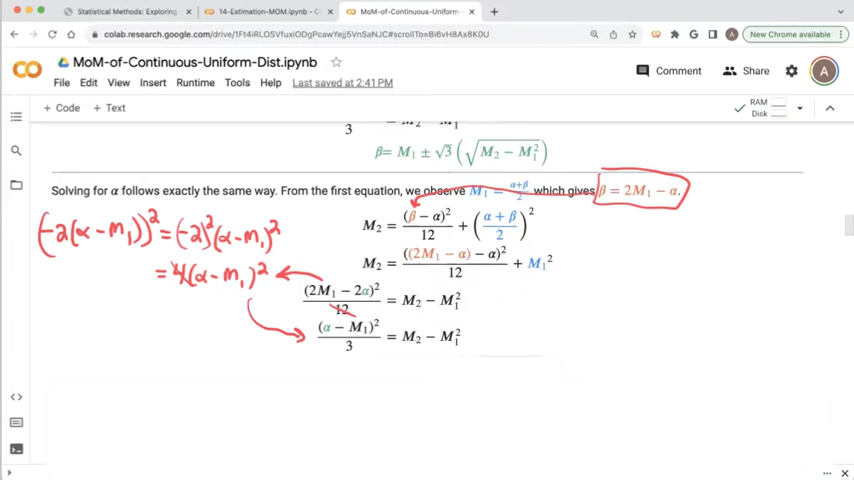 Statistical Methods: Exploring
14-Estimation-MOM.ipynb - C
MoM-of-Continuous-Uniform-Di
colab.research.google.com/drive/1Ft4iRLOSVfuxiODgPcawYejj5VnSaNJC#scrollTo=Bi6vH8Ax8K0U
New Chrome available
CO MoM-of-Continuous-Uniform-Dist.ipynb
File Edit View Insert Runtime Tools Help Last saved at 2:41 PM
Comment Share A
+ Code + Text
RAM
Disk
3 = M₂ − M₁²
β= M₁ ± √3 (√(M₂ − M₁²))
Solving for α follows exactly the same way. From the first equation, we observe M₁ = (α+β)/2 which gives β = 2M₁ − α.
M₂ = (β − α)²/12 + ((α + β)/2)²
M₂ = ((2M₁ − α) − α)²/12 + M₁²
(2M₁ − 2α)²/12 = M₂ − M₁²
(α − M₁)²/3 = M₂ − M₁²
(-2(α-M₁))² = (-2)²(α-M₁)²
= 4(α-M₁)²